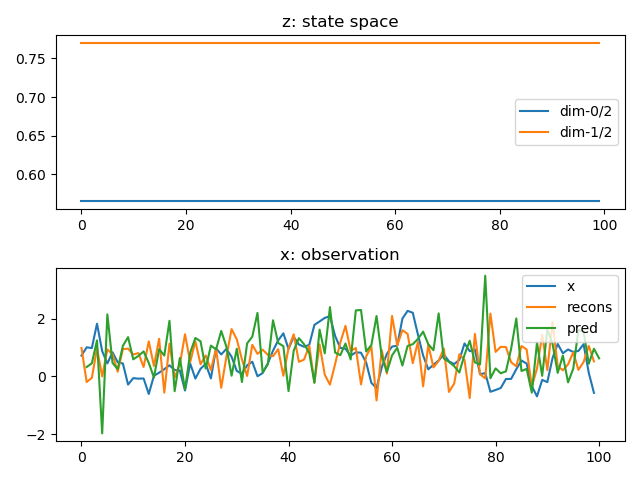 z: state space
0.75
0.70
0.65
0.60
dim-0/2
dim-1/2
0 20 40 60 80 100
x: observation
2
0
−2
x
recons
pred
0 20 40 60 80 100